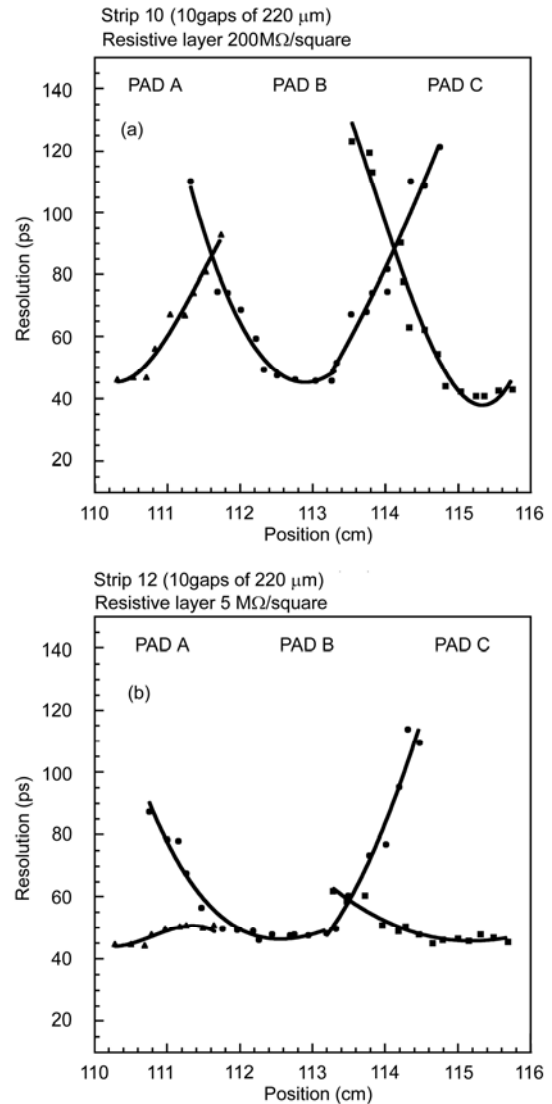 Strip 10 (10gaps of 220 µm)
Resistive layer 200MΩ/square
140
120
100
80
60
40
20
Resolution (ps)
PAD A PAD B PAD C
(a)
110 111 112 113 114 115 116
Position (cm)
Strip 12 (10gaps of 220 µm)
Resistive layer 5 MΩ/square
140
120
100
80
60
40
20
Resolution (ps)
PAD A PAD B PAD C
(b)
110 111 112 113 114 115 116
Position (cm)